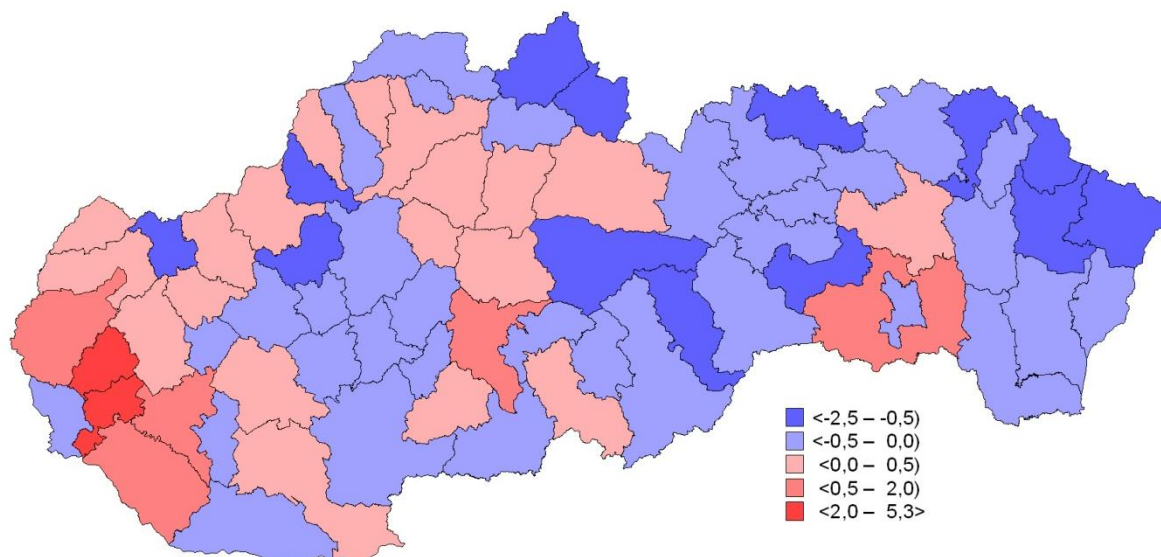 <-2,5 – -0,5)
<-0,5 – 0,0)
<0,0 – 0,5)
<0,5 – 2,0)
<2,0 – 5,3>